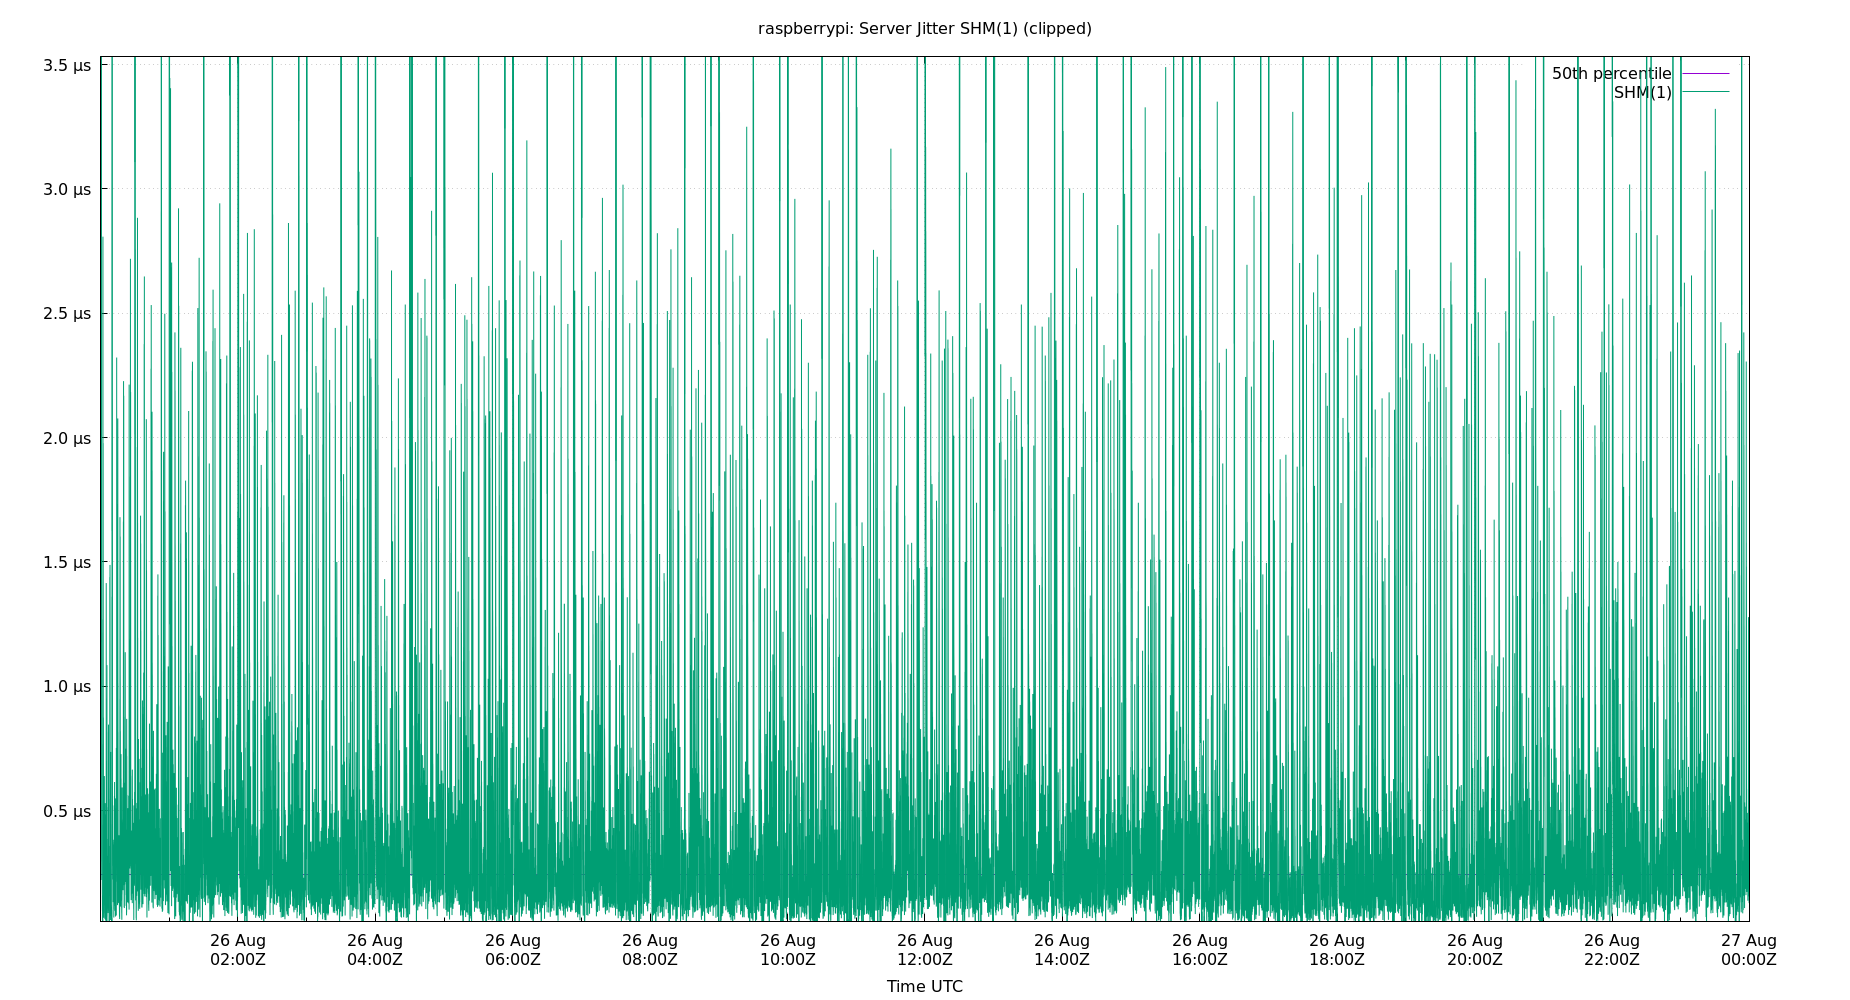 raspberrypi: Server Jitter SHM(1) (clipped)
3.5 µs
3.0 µs
2.5 µs
2.0 µs
1.5 µs
1.0 µs
0.5 µs
50th percentile
SHM(1)
26 Aug 26 Aug 26 Aug 26 Aug 26 Aug 26 Aug 26 Aug 26 Aug 26 Aug 26 Aug 26 Aug 27 Aug
02:00Z 04:00Z 06:00Z 08:00Z 10:00Z 12:00Z 14:00Z 16:00Z 18:00Z 20:00Z 22:00Z 00:00Z
Time UTC